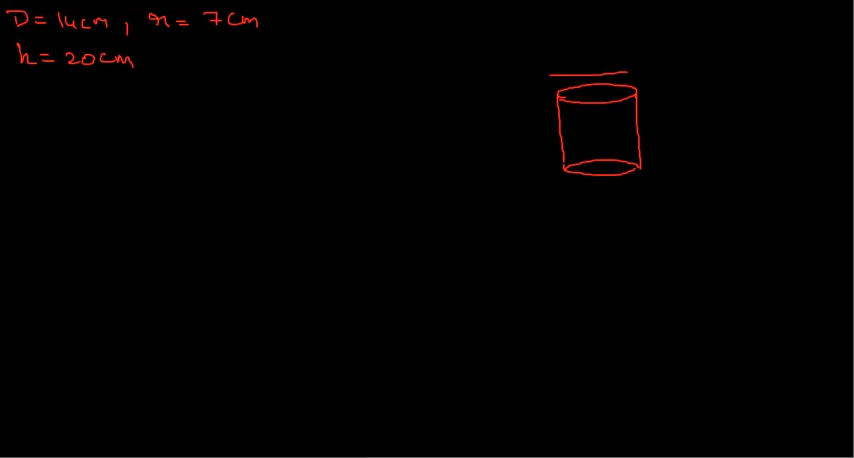 D = 14cm, r = 7cm
h = 20cm